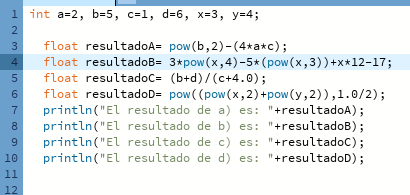 1 int a=2, b=5, c=1, d=6, x=3, y=4;
2
3 float resultadoA= pow(b,2)-(4*a*c);
4 float resultadoB= 3*pow(x,4)-5*(pow(x,3))+x*12-17;
5 float resultadoC= (b+d)/(c+4.0);
6 float resultadoD= pow((pow(x,2)+pow(y,2)),1.0/2);
7 println("El resultado de a) es: "+resultadoA);
8 println("El resultado de b) es: "+resultadoB);
9 println("El resultado de c) es: "+resultadoC);
10 println("El resultado de d) es: "+resultadoD);
11
12